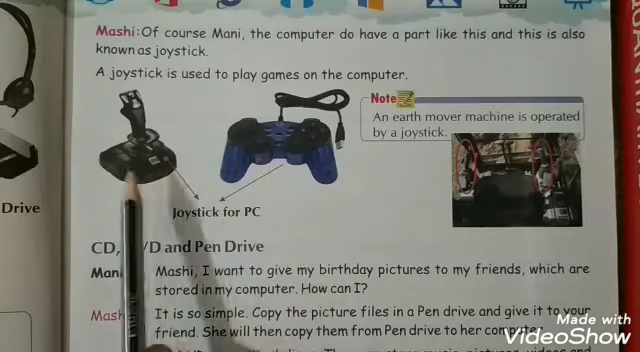 Mashi: Of course Mani, the computer do have a part like this and this is also
known as joystick.
A joystick is used to play games on the computer.
Note
An earth mover machine is operated
by a joystick.
Drive
Joystick for PC
CD, /D and Pen Drive
Mani Mashi, I want to give my birthday pictures to my friends, which are
stored in my computer. How can I?
Mash It is so simple. Copy the picture files in a Pen drive and give it to your
friend. She will then copy them from Pen drive to her
Made with
VideoShow